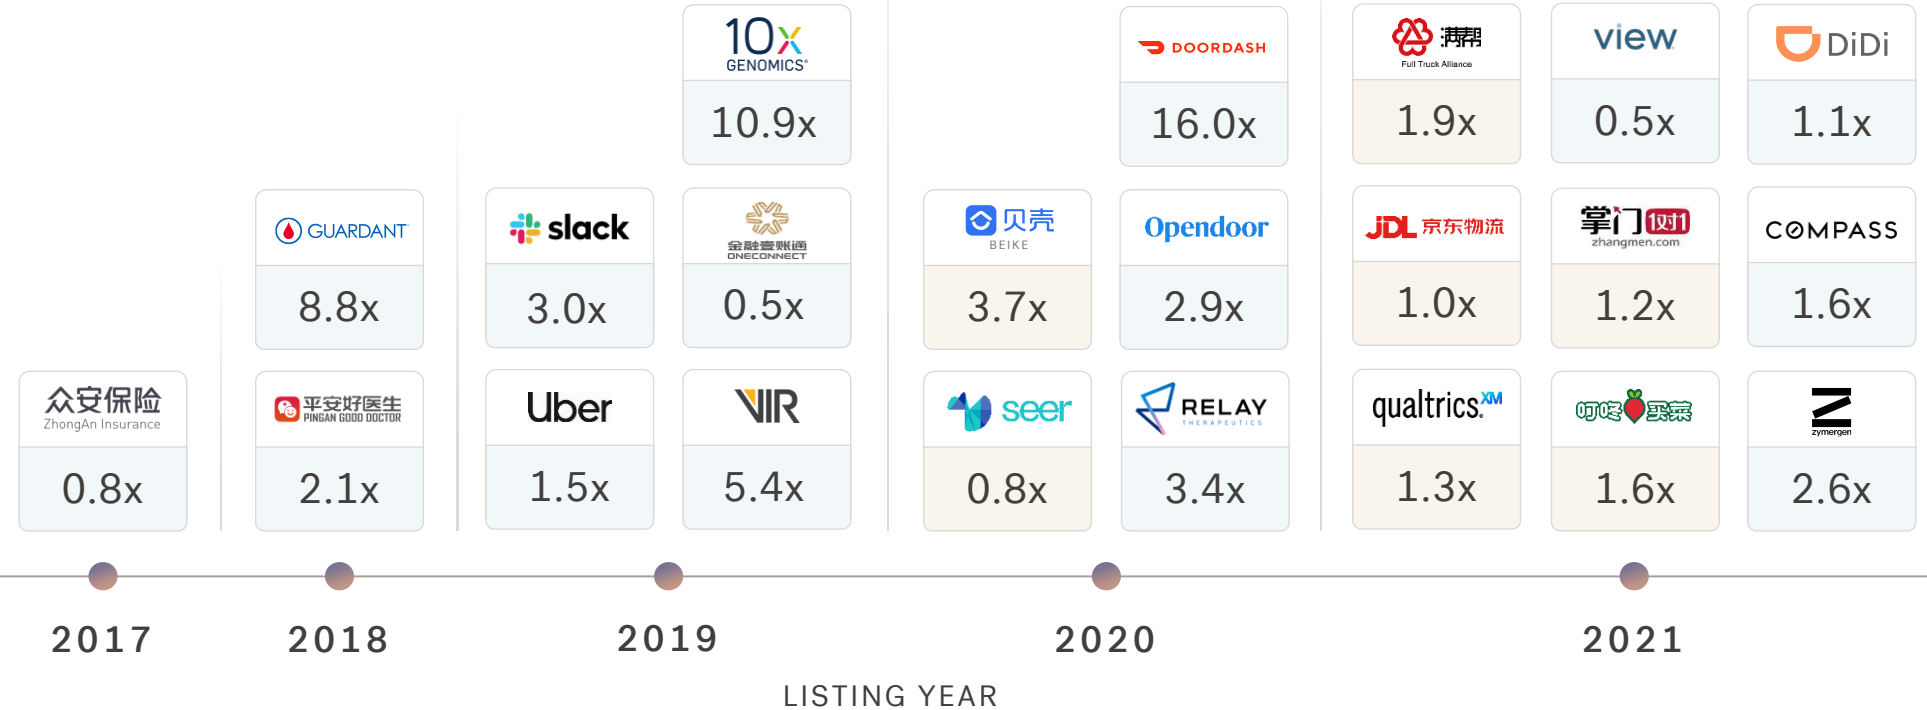 众安保险
ZhongAn Insurance
0.8x
GUARDANT
8.8x
平安好医生
PINGAN GOOD DOCTOR
2.1x
slack
3.0x
Uber
1.5x
10x
GENOMICS®
10.9x
金融壹账通
ONECONNECT
0.5x
VIR
5.4x
贝壳
BEIKE
3.7x
seer
0.8x
DOORDASH
16.0x
Opendoor
2.9x
RELAY
THERAPEUTICS
3.4x
满帮
Full Truck Alliance
1.9x
JDL 京东物流
1.0x
qualtrics.XM
1.3x
view
0.5x
掌门1对1
zhangmen.com
1.2x
叮咚买菜
1.6x
DiDi
1.1x
COMPASS
1.6x
zymergen
2.6x
2017
2018
2019
2020
2021
LISTING YEAR